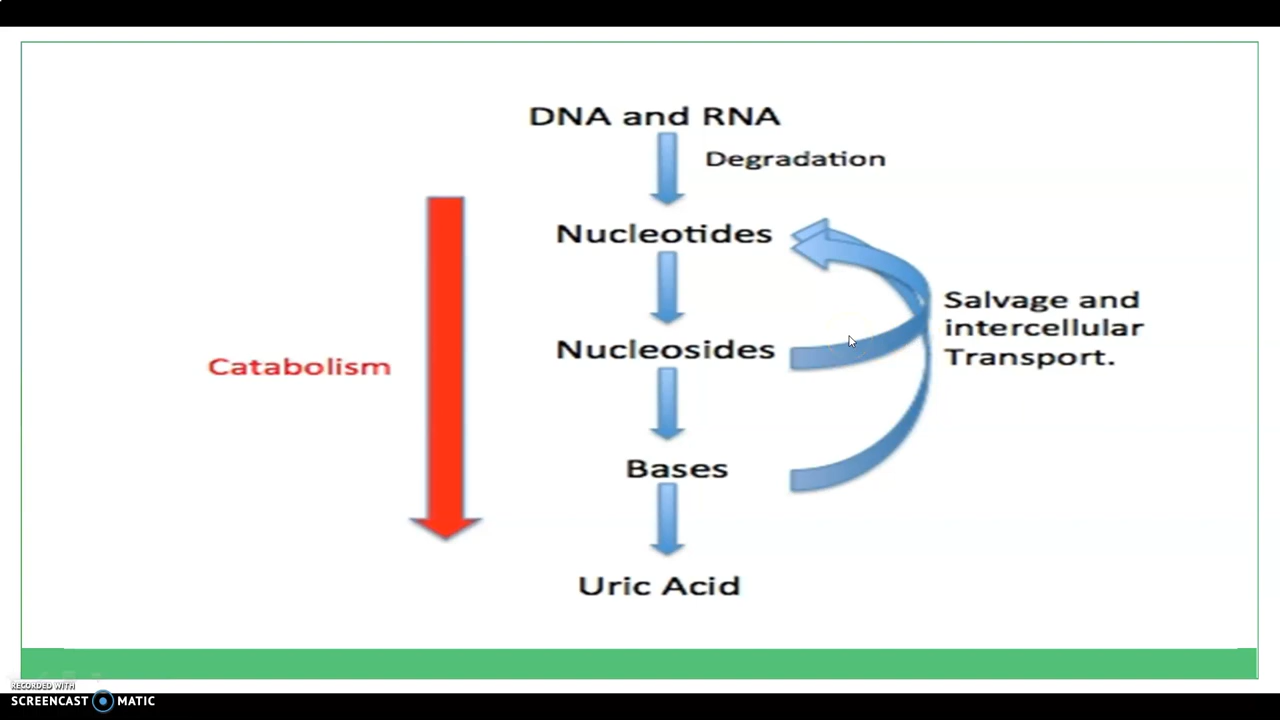 DNA and RNA
Degradation
Nucleotides
Salvage and
intercellular
Transport.
Nucleosides
Catabolism
Bases
Uric Acid
RECORDED WITH
SCREENCAST MATIC